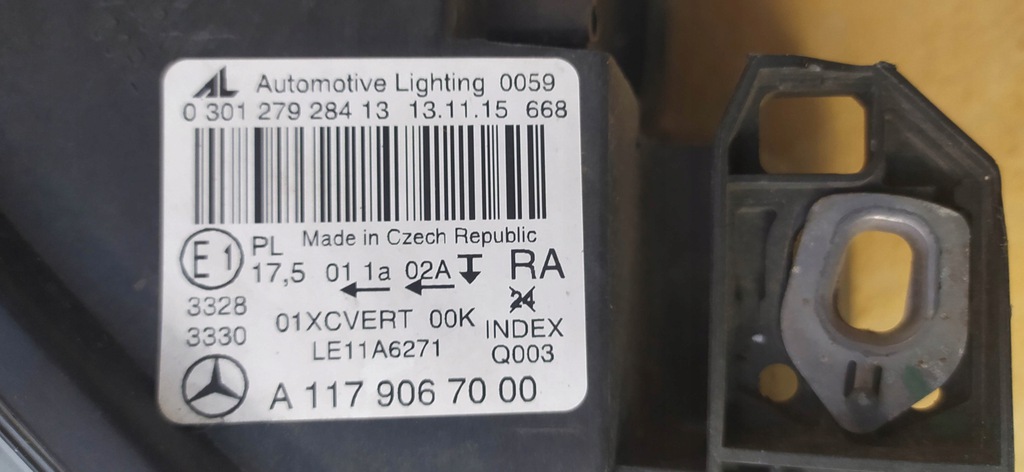 AL Automotive Lighting 0059
0 301 279 284 13 13.11.15 668
Made in Czech Republic
E1 PL 17,5 01 1a 02A RA
3328
3330
01XCVERT 00K
24
INDEX
LE11A6271
Q003
A 117 906 70 00